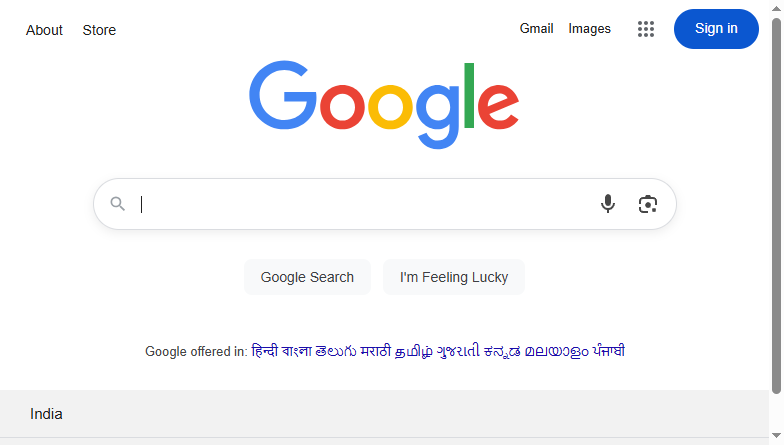 About Store Gmail Images Sign in
Google
Google Search I'm Feeling Lucky
Google offered in: हिन्दी বাংলা తెలుగు मराठी தமிழ் ગુજરાતી ಕನ್ನಡ മലയാളം ਪੰਜਾਬੀ
India